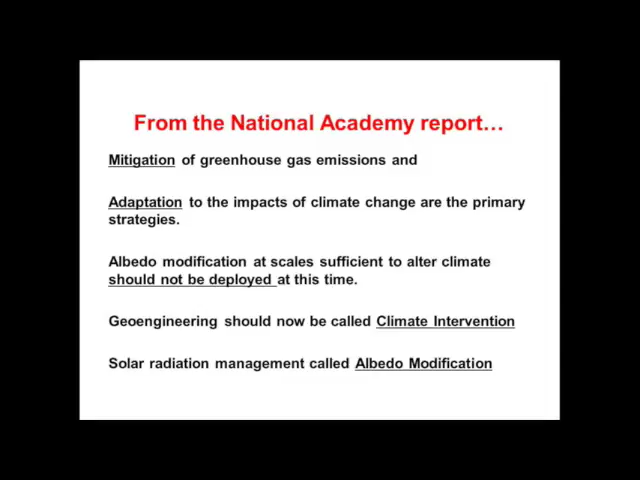 From the National Academy report…
Mitigation of greenhouse gas emissions and
Adaptation to the impacts of climate change are the primary
strategies.
Albedo modification at scales sufficient to alter climate
should not be deployed at this time.
Geoengineering should now be called Climate Intervention
Solar radiation management called Albedo Modification